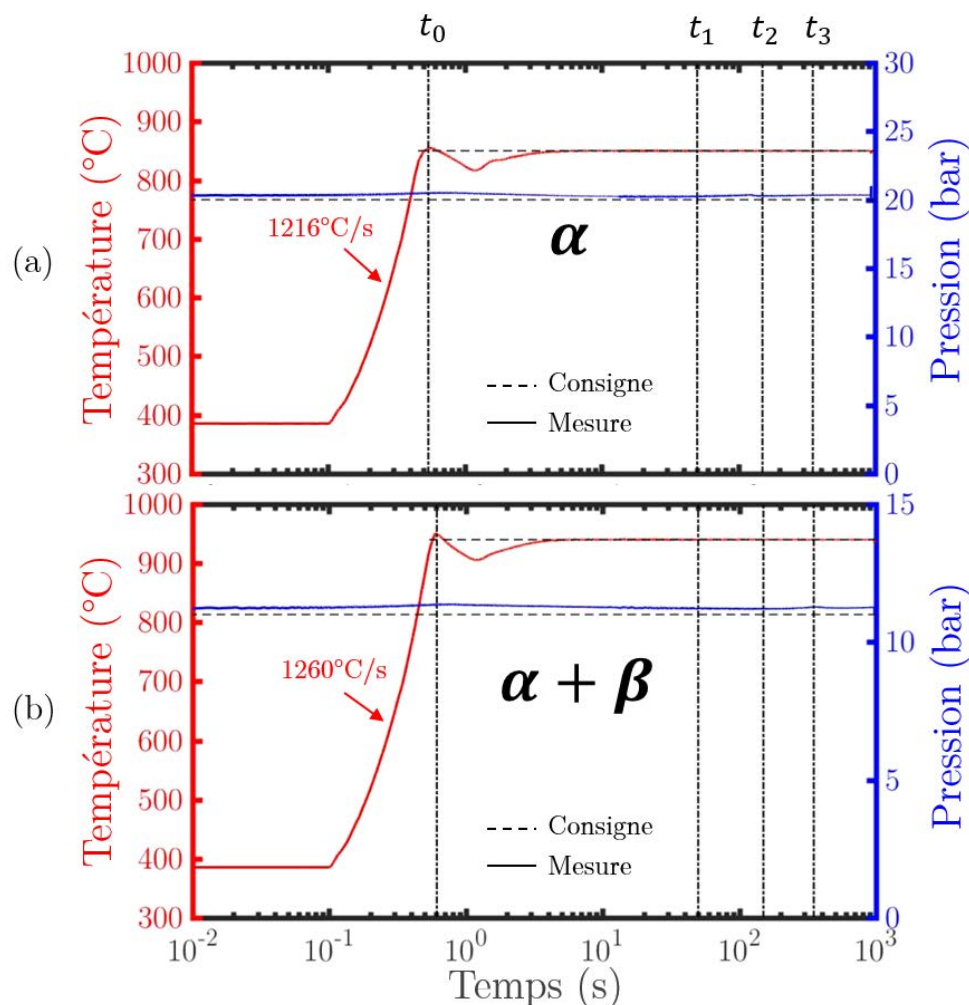 t₀ t₁ t₂ t₃
(a)
Température (°C)
1000
900
800
700
600
500
400
300
1216°C/s
α
Consigne
Mesure
30
25
20
15
10
5
0
Pression (bar)
(b)
Température (°C)
1000
900
800
700
600
500
400
300
1260°C/s
α + β
Consigne
Mesure
15
10
5
0
Pression (bar)
10⁻² 10⁻¹ 10⁰ 10¹ 10² 10³
Temps (s)